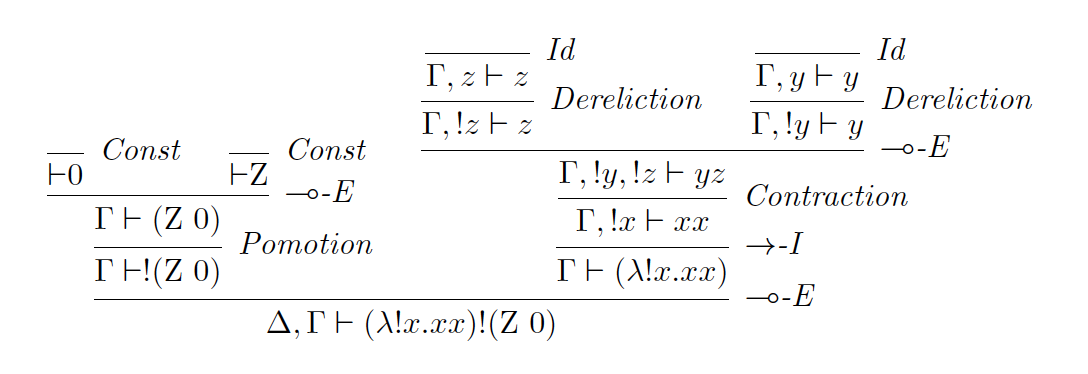 Id Id
Γ, z ⊢ z Γ, y ⊢ y
Dereliction Dereliction
Γ, !z ⊢ z Γ, !y ⊢ y
Const Const ⊸-E
⊢0 ⊢Z Γ, !y, !z ⊢ yz
⊸-E Contraction
Γ ⊢ (Z 0) Γ, !x ⊢ xx
Pomotion →-I
Γ ⊢!(Z 0) Γ ⊢ (λ!x.xx)
⊸-E
Δ, Γ ⊢ (λ!x.xx)!(Z 0)